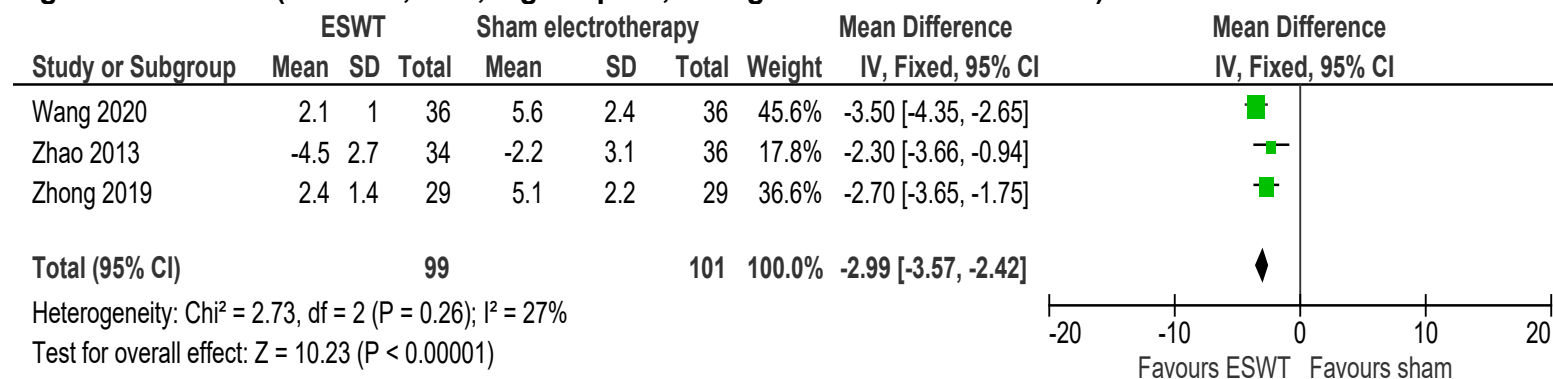 ESWT Sham electrotherapy Mean Difference Mean Difference
Study or Subgroup Mean SD Total Mean SD Total Weight IV, Fixed, 95% CI IV, Fixed, 95% CI
Wang 2020 2.1 1 36 5.6 2.4 36 45.6% -3.50 [-4.35, -2.65]
Zhao 2013 -4.5 2.7 34 -2.2 3.1 36 17.8% -2.30 [-3.66, -0.94]
Zhong 2019 2.4 1.4 29 5.1 2.2 29 36.6% -2.70 [-3.65, -1.75]
Total (95% CI) 99 101 100.0% -2.99 [-3.57, -2.42]
Heterogeneity: Chi² = 2.73, df = 2 (P = 0.26); I² = 27%
Test for overall effect: Z = 10.23 (P < 0.00001)
-20 -10 0 10 20
Favours ESWT Favours sham